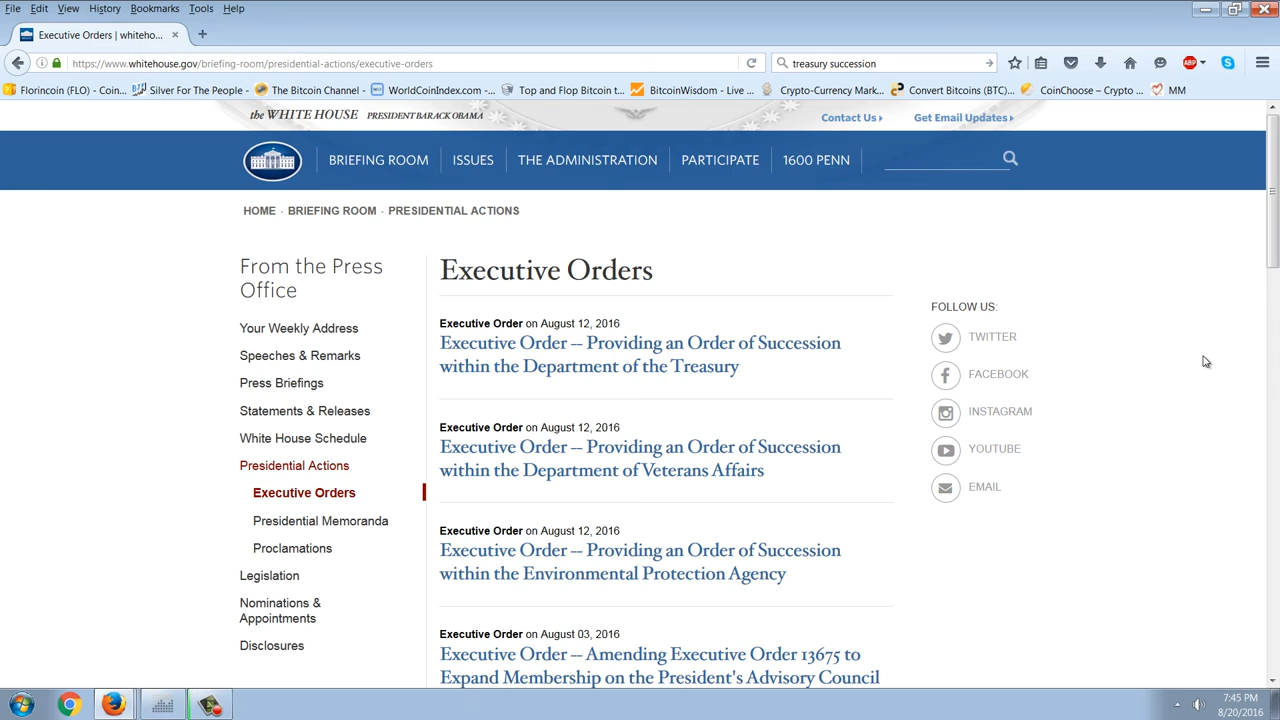 File Edit View History Bookmarks Tools Help
Executive Orders | whiteho...
https://www.whitehouse.gov/briefing-room/presidential-actions/executive-orders
treasury succession
ABP
Florincoin (FLO) - Coin... Silver For The People - The Bitcoin Channel - WorldCoinIndex.com -... Top and Flop Bitcoin t... BitcoinWisdom - Live ... Crypto-Currency Mark... Convert Bitcoins (BTC)... CoinChoose – Crypto ... MM
the WHITE HOUSE PRESIDENT BARACK OBAMA
Contact Us Get Email Updates
BRIEFING ROOM ISSUES THE ADMINISTRATION PARTICIPATE 1600 PENN
HOME · BRIEFING ROOM · PRESIDENTIAL ACTIONS
From the Press
Office
Your Weekly Address
Speeches & Remarks
Press Briefings
Statements & Releases
White House Schedule
Presidential Actions
Executive Orders
Presidential Memoranda
Proclamations
Legislation
Nominations &
Appointments
Disclosures
Executive Orders
Executive Order on August 12, 2016
Executive Order -- Providing an Order of Succession
within the Department of the Treasury
Executive Order on August 12, 2016
Executive Order -- Providing an Order of Succession
within the Department of Veterans Affairs
Executive Order on August 12, 2016
Executive Order -- Providing an Order of Succession
within the Environmental Protection Agency
Executive Order on August 03, 2016
Executive Order -- Amending Executive Order 13675 to
Expand Membership on the President's Advisory Council
FOLLOW US:
TWITTER
FACEBOOK
INSTAGRAM
YOUTUBE
EMAIL
7:45 PM
8/20/2016